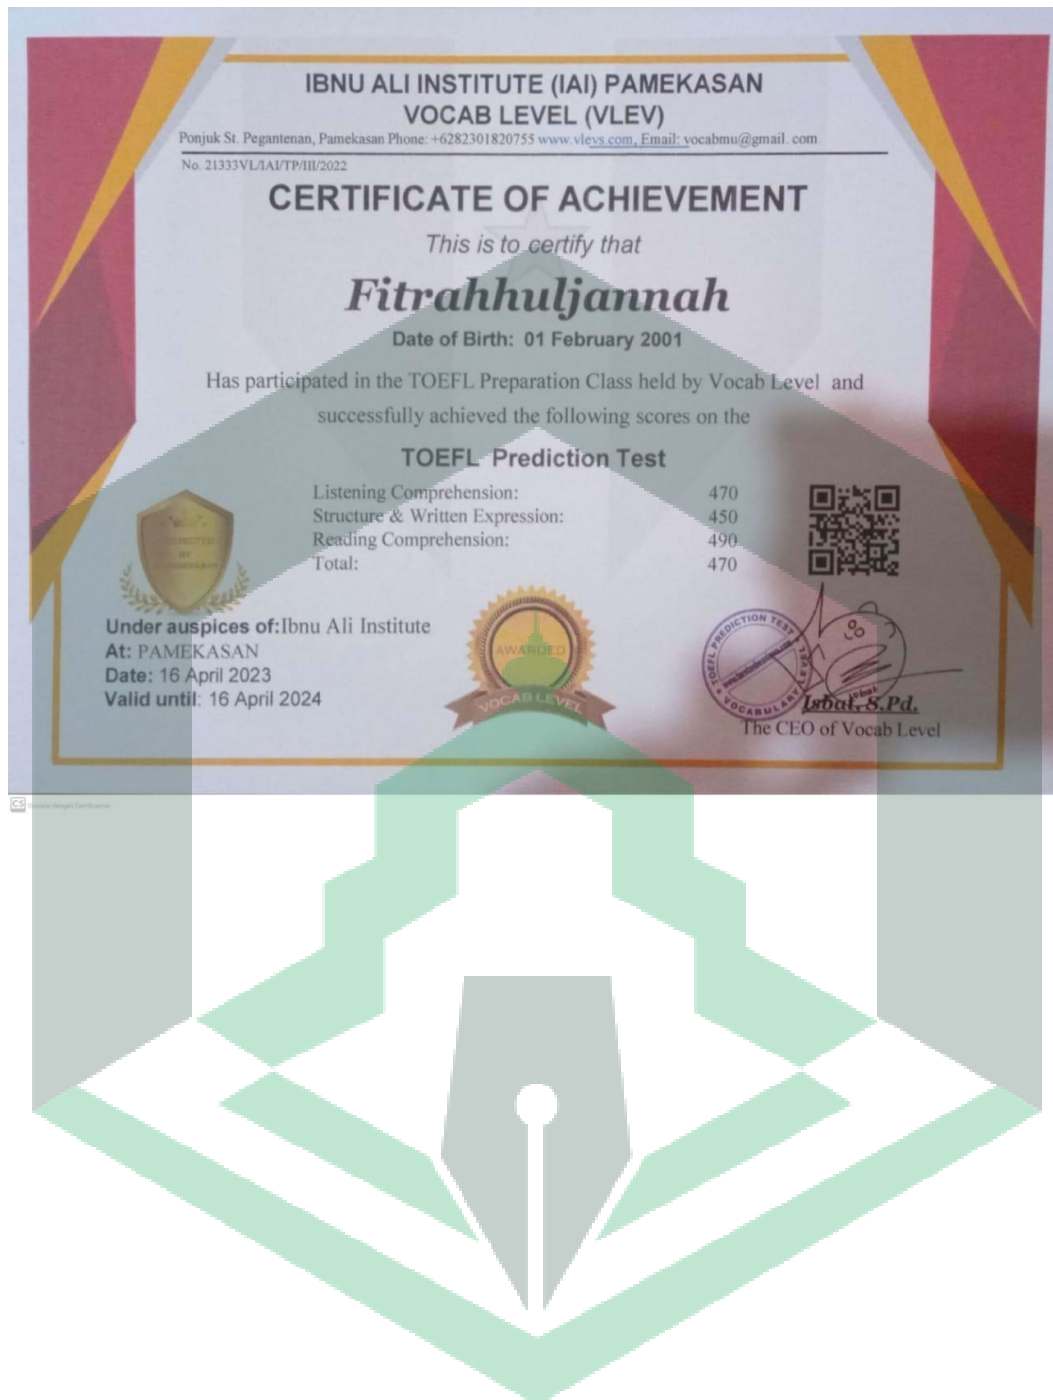 IBNU ALI INSTITUTE (IAI) PAMEKASAN
VOCAB LEVEL (VLEV)
Ponjuk St. Pegantenan, Pamekasan Phone: +6282301820755 www.vlevs.com, Email: vocabmu@gmail. com
No. 21333VL/IAI/TP/III/2022
CERTIFICATE OF ACHIEVEMENT
This is to certify that
Fitrahhuljannah
Date of Birth: 01 February 2001
Has participated in the TOEFL Preparation Class held by Vocab Level and
successfully achieved the following scores on the
TOEFL Prediction Test
Listening Comprehension: 470
Structure & Written Expression: 450
Reading Comprehension: 490
Total: 470
BY
Under auspices of:Ibnu Ali Institute
At: PAMEKASAN
Date: 16 April 2023
Valid until: 16 April 2024
AWARDED
VOCAB LEVEL
TOEFL PREDICTION TEST
VOCABULARY LEVEL
Isbal, S.Pd.
The CEO of Vocab Level
CS